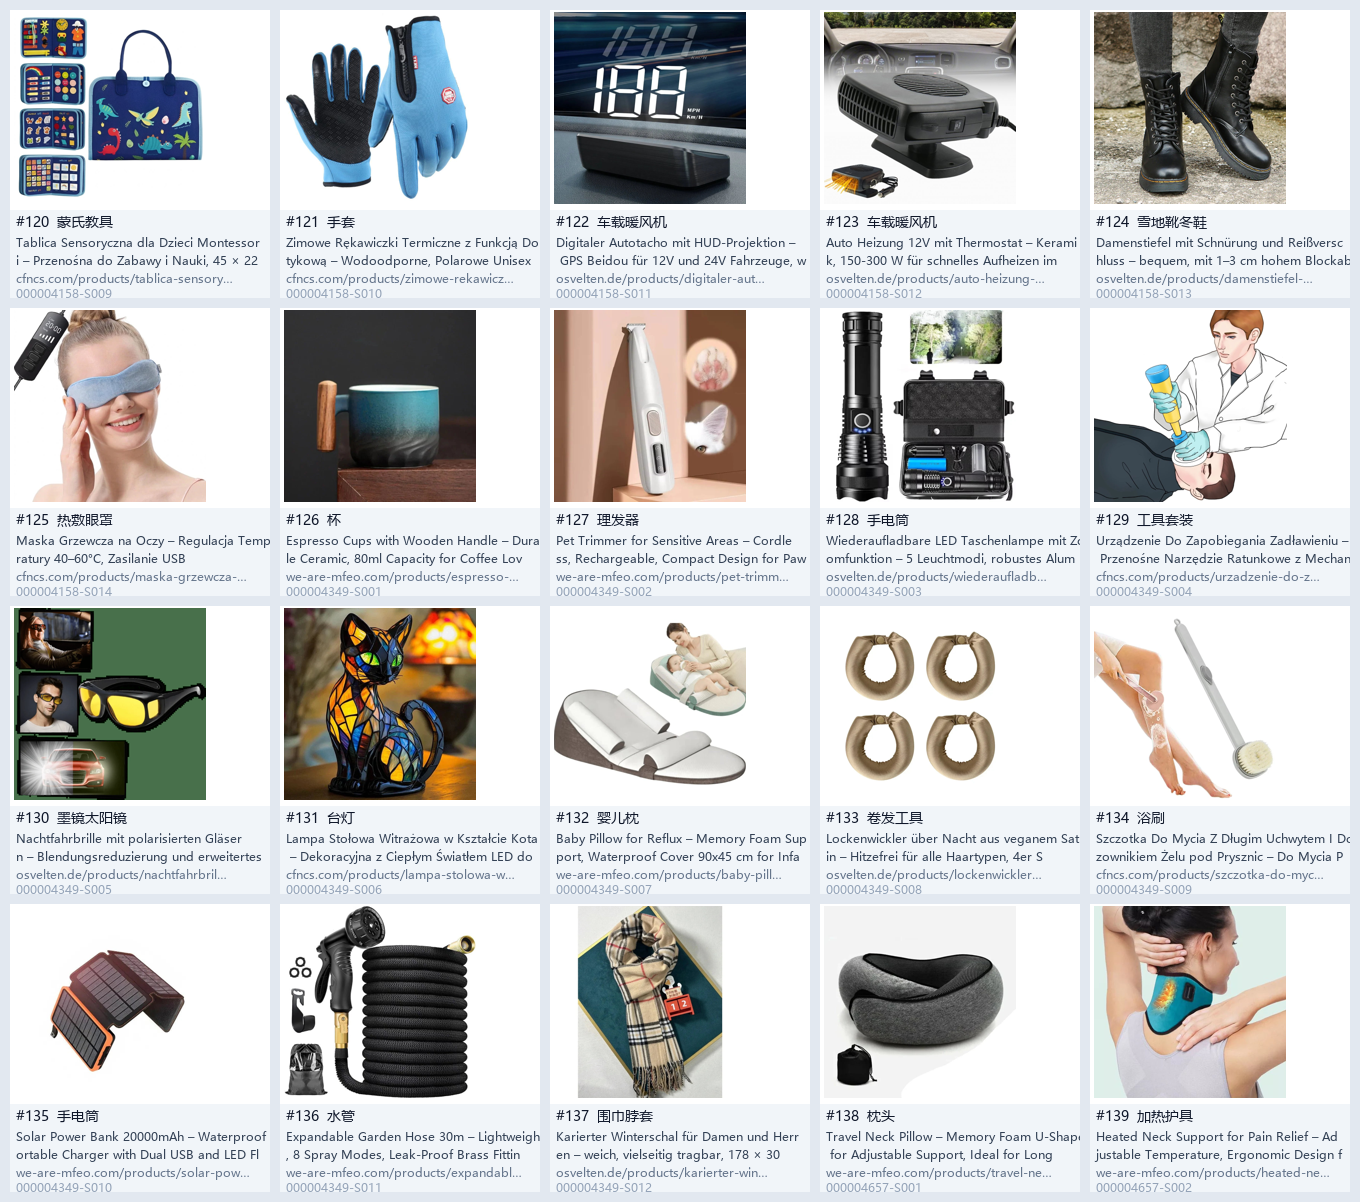 188
188
MPH
Km/H
#120 蒙氏教具
Tablica Sensoryczna dla Dzieci Montessor
i – Przenośna do Zabawy i Nauki, 45 × 22
cfncs.com/products/tablica-sensory...
000004158-S009
#121 手套
Zimowe Rękawiczki Termiczne z Funkcją Do
tykową – Wodoodporne, Polarowe Unisex
cfncs.com/products/zimowe-rekawicz...
000004158-S010
#122 车载暖风机
Digitaler Autotacho mit HUD-Projektion –
GPS Beidou für 12V und 24V Fahrzeuge, w
osvelten.de/products/digitaler-aut...
000004158-S011
#123 车载暖风机
Auto Heizung 12V mit Thermostat – Kerami
k, 150-300 W für schnelles Aufheizen im
osvelten.de/products/auto-heizung-...
000004158-S012
#124 雪地靴冬鞋
Damenstiefel mit Schnürung und Reißversc
hluss – bequem, mit 1–3 cm hohem Blockab
osvelten.de/products/damenstiefel-...
000004158-S013
20:00
#125 热敷眼罩
Maska Grzewcza na Oczy – Regulacja Temp
ratury 40–60°C, Zasilanie USB
cfncs.com/products/maska-grzewcza-...
000004158-S014
#126 杯
Espresso Cups with Wooden Handle – Dura
le Ceramic, 80ml Capacity for Coffee Lov
we-are-mfeo.com/products/espresso-...
000004349-S001
#127 理发器
Pet Trimmer for Sensitive Areas – Cordle
ss, Rechargeable, Compact Design for Paw
we-are-mfeo.com/products/pet-trimm...
000004349-S002
#128 手电筒
Wiederaufladbare LED Taschenlampe mit Zo
omfunktion – 5 Leuchtmodi, robustes Alum
osvelten.de/products/wiederaufladb...
000004349-S003
#129 工具套装
Urządzenie Do Zapobiegania Zadławieniu –
Przenośne Narzędzie Ratunkowe z Mechan
cfncs.com/products/urzadzenie-do-z...
000004349-S004
#130 墨镜太阳镜
Nachtfahrbrille mit polarisierten Gläser
n – Blendungsreduzierung und erweitertes
osvelten.de/products/nachtfahrbril...
000004349-S005
#131 台灯
Lampa Stołowa Witrażowa w Kształcie Kota
– Dekoracyjna z Ciepłym Światłem LED do
cfncs.com/products/lampa-stolowa-w...
000004349-S006
#132 婴儿枕
Baby Pillow for Reflux – Memory Foam Sup
port, Waterproof Cover 90x45 cm for Infa
we-are-mfeo.com/products/baby-pill...
000004349-S007
#133 卷发工具
Lockenwickler über Nacht aus veganem Sat
in – Hitzefrei für alle Haartypen, 4er S
osvelten.de/products/lockenwickler...
000004349-S008
#134 浴刷
Szczotka Do Mycia Z Długim Uchwytem I Do
zownikiem Żelu pod Prysznic – Do Mycia P
cfncs.com/products/szczotka-do-myc...
000004349-S009
#135 手电筒
Solar Power Bank 20000mAh – Waterproof
ortable Charger with Dual USB and LED Fl
we-are-mfeo.com/products/solar-pow...
000004349-S010
#136 水管
Expandable Garden Hose 30m – Lightweigh
, 8 Spray Modes, Leak-Proof Brass Fittin
we-are-mfeo.com/products/expandabl...
000004349-S011
1 2
#137 围巾脖套
Karierter Winterschal für Damen und Herr
en – weich, vielseitig tragbar, 178 × 30
osvelten.de/products/karierter-win...
000004349-S012
#138 枕头
Travel Neck Pillow – Memory Foam U-Shape
for Adjustable Support, Ideal for Long
we-are-mfeo.com/products/travel-ne...
000004657-S001
#139 加热护具
Heated Neck Support for Pain Relief – Ad
justable Temperature, Ergonomic Design f
we-are-mfeo.com/products/heated-ne...
000004657-S002